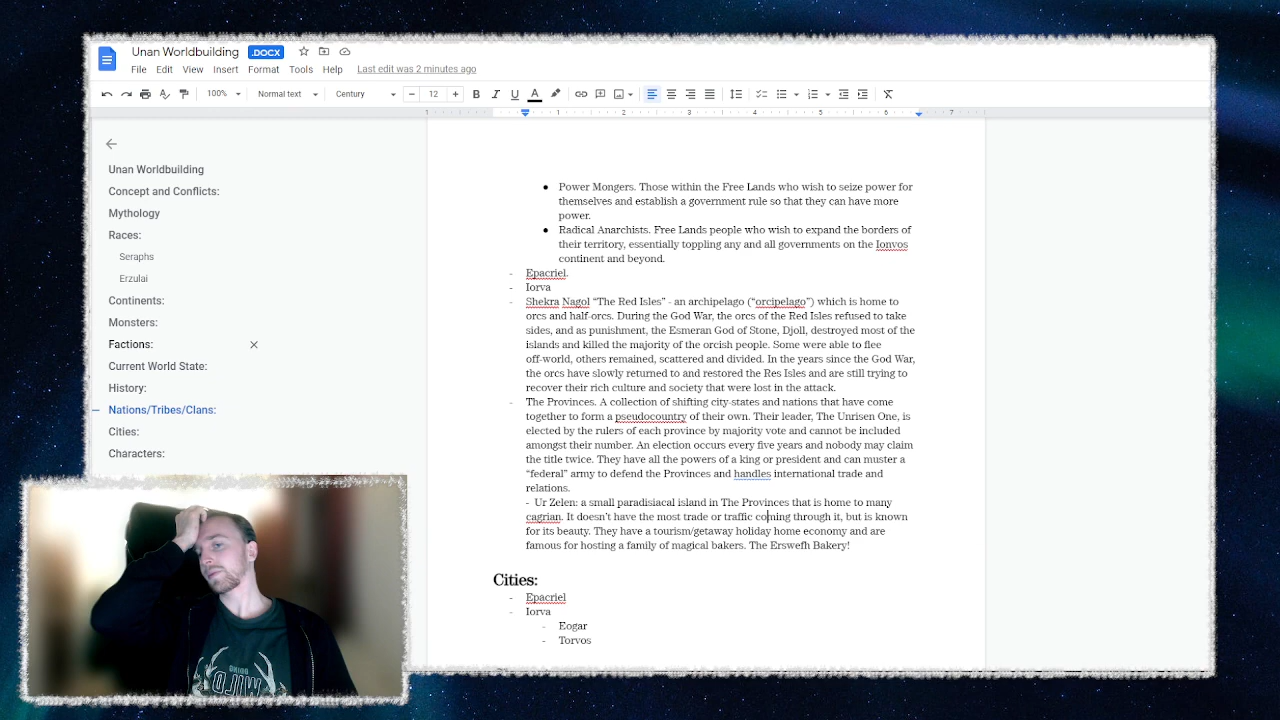 Unan Worldbuilding .DOCX
File Edit View Insert Format Tools Help Last edit was 2 minutes ago
100% Normal text Century 12 B I U A
1 1 2 3 4 5 6 7
Unan Worldbuilding
Concept and Conflicts:
Mythology
Races:
Seraphs
Erzulai
Continents:
Monsters:
Factions:
Current World State:
History:
Nations/Tribes/Clans:
Cities:
Characters:
● Power Mongers. Those within the Free Lands who wish to seize power for
themselves and establish a government rule so that they can have more
power.
● Radical Anarchists. Free Lands people who wish to expand the borders of
their territory, essentially toppling any and all governments on the Ionvos
continent and beyond.
- Epacriel.
- Iorva
- Shekra Nagol “The Red Isles” - an archipelago (“orcipelago”) which is home to
orcs and half-orcs. During the God War, the orcs of the Red Isles refused to take
sides, and as punishment, the Esmeran God of Stone, Djoll, destroyed most of the
islands and killed the majority of the orcish people. Some were able to flee
off-world, others remained, scattered and divided. In the years since the God War,
the orcs have slowly returned to and restored the Res Isles and are still trying to
recover their rich culture and society that were lost in the attack.
- The Provinces. A collection of shifting city-states and nations that have come
together to form a pseudocountry of their own. Their leader, The Unrisen One, is
elected by the rulers of each province by majority vote and cannot be included
amongst their number. An election occurs every five years and nobody may claim
the title twice. They have all the powers of a king or president and can muster a
“federal” army to defend the Provinces and handles international trade and
relations.
- Ur Zelen: a small paradisiacal island in The Provinces that is home to many
cagrian. It doesn’t have the most trade or traffic coming through it, but is known
for its beauty. They have a tourism/getaway holiday home economy and are
famous for hosting a family of magical bakers. The Erswefh Bakery!
Cities:
- Epacriel
- Iorva
- Eogar
- Torvos
GOING
WILD